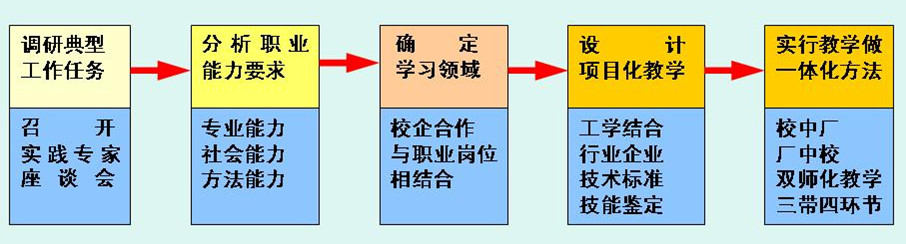 调研典型
工作任务
召开
实践专家
座谈会
分析职业
能力要求
专业能力
社会能力
方法能力
确定
学习领域
校企合作
与职业岗位
相结合
设计
项目化教学
工学结合
行业企业
技术标准
技能鉴定
实行教学做
一体化方法
校中厂
厂中校
双师化教学
三带四环节